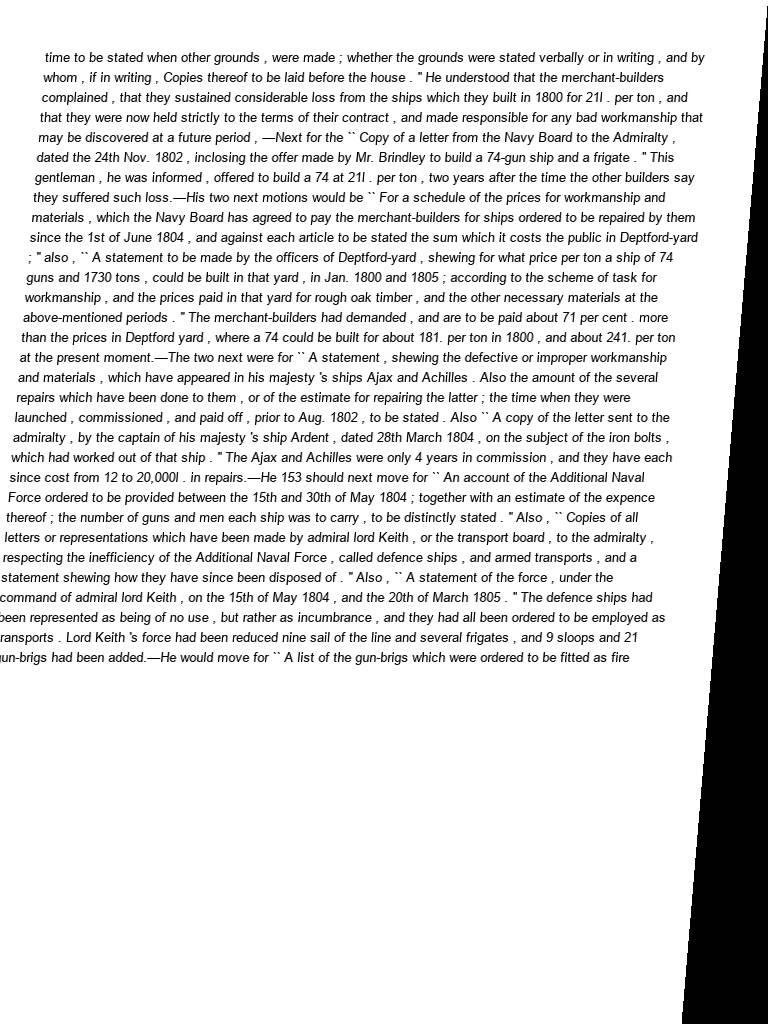 time to be stated when other grounds , were made ; whether the grounds were stated verbally or in writing , and by
whom , if in writing , Copies thereof to be laid before the house . " He understood that the merchant-builders
complained , that they sustained considerable loss from the ships which they built in 1800 for 21l . per ton , and
that they were now held strictly to the terms of their contract , and made responsible for any bad workmanship that
may be discovered at a future period , —Next for the `` Copy of a letter from the Navy Board to the Admiralty ,
dated the 24th Nov. 1802 , inclosing the offer made by Mr. Brindley to build a 74-gun ship and a frigate . " This
gentleman , he was informed , offered to build a 74 at 21l . per ton , two years after the time the other builders say
they suffered such loss.—His two next motions would be `` For a schedule of the prices for workmanship and
materials , which the Navy Board has agreed to pay the merchant-builders for ships ordered to be repaired by them
since the 1st of June 1804 , and against each article to be stated the sum which it costs the public in Deptford-yard
; " also , `` A statement to be made by the officers of Deptford-yard , shewing for what price per ton a ship of 74
guns and 1730 tons , could be built in that yard , in Jan. 1800 and 1805 ; according to the scheme of task for
workmanship , and the prices paid in that yard for rough oak timber , and the other necessary materials at the
above-mentioned periods . " The merchant-builders had demanded , and are to be paid about 71 per cent . more
than the prices in Deptford yard , where a 74 could be built for about 181. per ton in 1800 , and about 241. per ton
at the present moment.—The two next were for `` A statement , shewing the defective or improper workmanship
and materials , which have appeared in his majesty 's ships Ajax and Achilles . Also the amount of the several
repairs which have been done to them , or of the estimate for repairing the latter ; the time when they were
launched , commissioned , and paid off , prior to Aug. 1802 , to be stated . Also `` A copy of the letter sent to the
admiralty , by the captain of his majesty 's ship Ardent , dated 28th March 1804 , on the subject of the iron bolts ,
which had worked out of that ship . " The Ajax and Achilles were only 4 years in commission , and they have each
since cost from 12 to 20,000l . in repairs.—He 153 should next move for `` An account of the Additional Naval
Force ordered to be provided between the 15th and 30th of May 1804 ; together with an estimate of the expence
thereof ; the number of guns and men each ship was to carry , to be distinctly stated . " Also , `` Copies of all
letters or representations which have been made by admiral lord Keith , or the transport board , to the admiralty ,
respecting the inefficiency of the Additional Naval Force , called defence ships , and armed transports , and a
statement shewing how they have since been disposed of . " Also , `` A statement of the force , under the
command of admiral lord Keith , on the 15th of May 1804 , and the 20th of March 1805 . " The defence ships had
been represented as being of no use , but rather as incumbrance , and they had all been ordered to be employed as
ransports . Lord Keith 's force had been reduced nine sail of the line and several frigates , and 9 sloops and 21
un-brigs had been added.—He would move for `` A list of the gun-brigs which were ordered to be fitted as fire